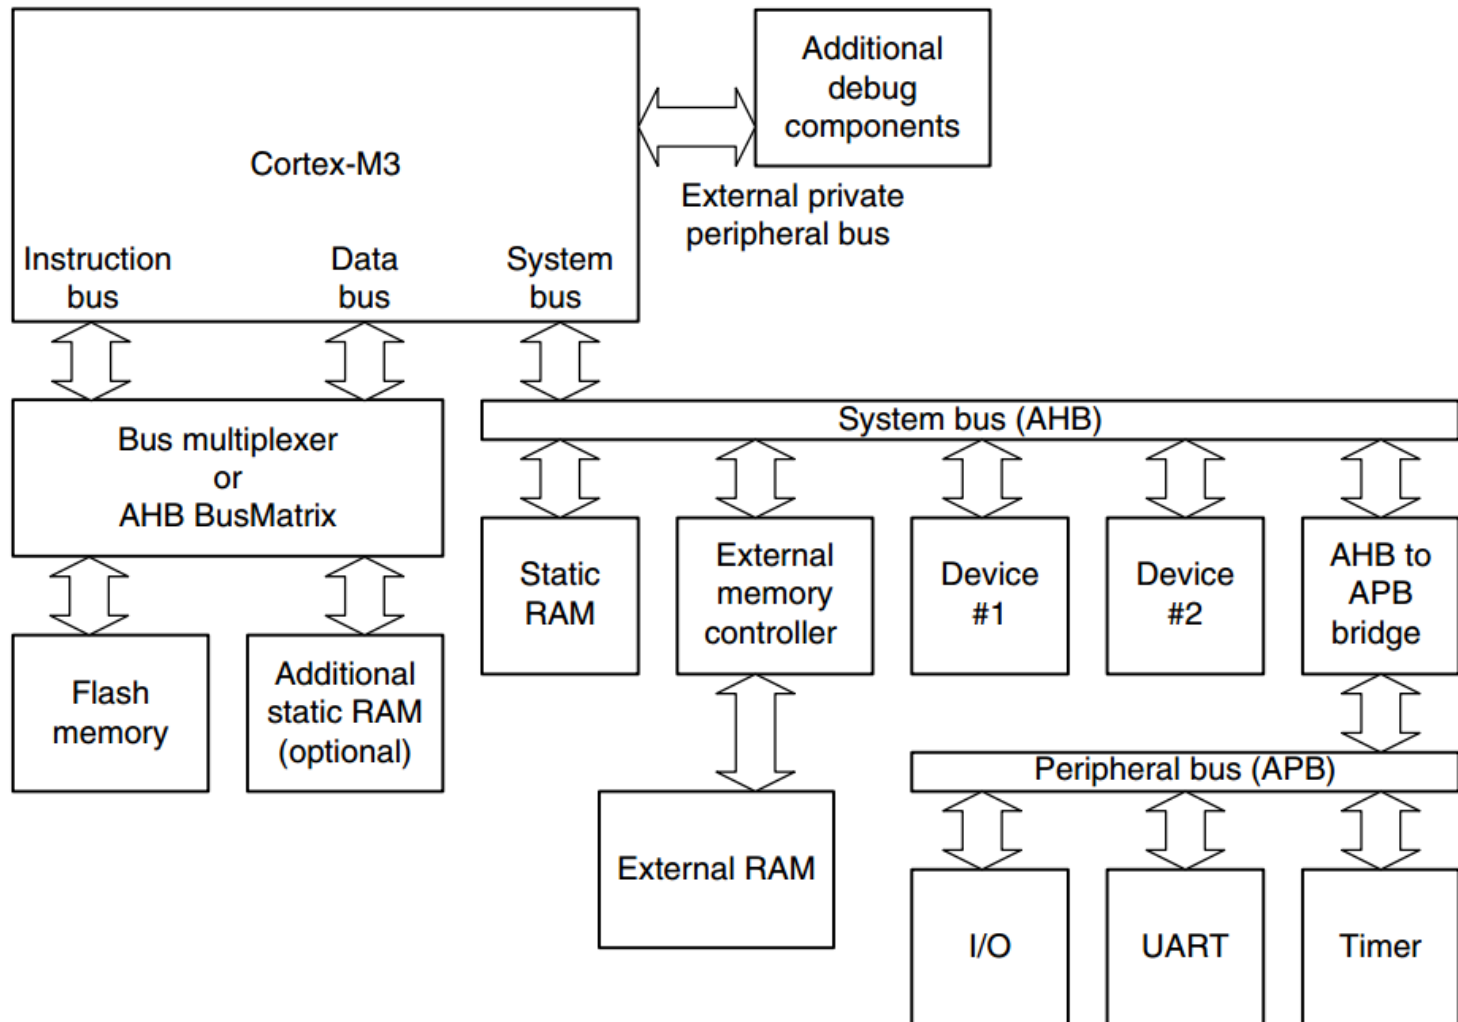 Cortex-M3
Instruction
bus
Data
bus
System
bus
Additional
debug
components
External private
peripheral bus
Bus multiplexer
or
AHB BusMatrix
System bus (AHB)
Flash
memory
Additional
static RAM
(optional)
Static
RAM
External
memory
controller
Device
#1
Device
#2
AHB to
APB
bridge
External RAM
Peripheral bus (APB)
I/O
UART
Timer